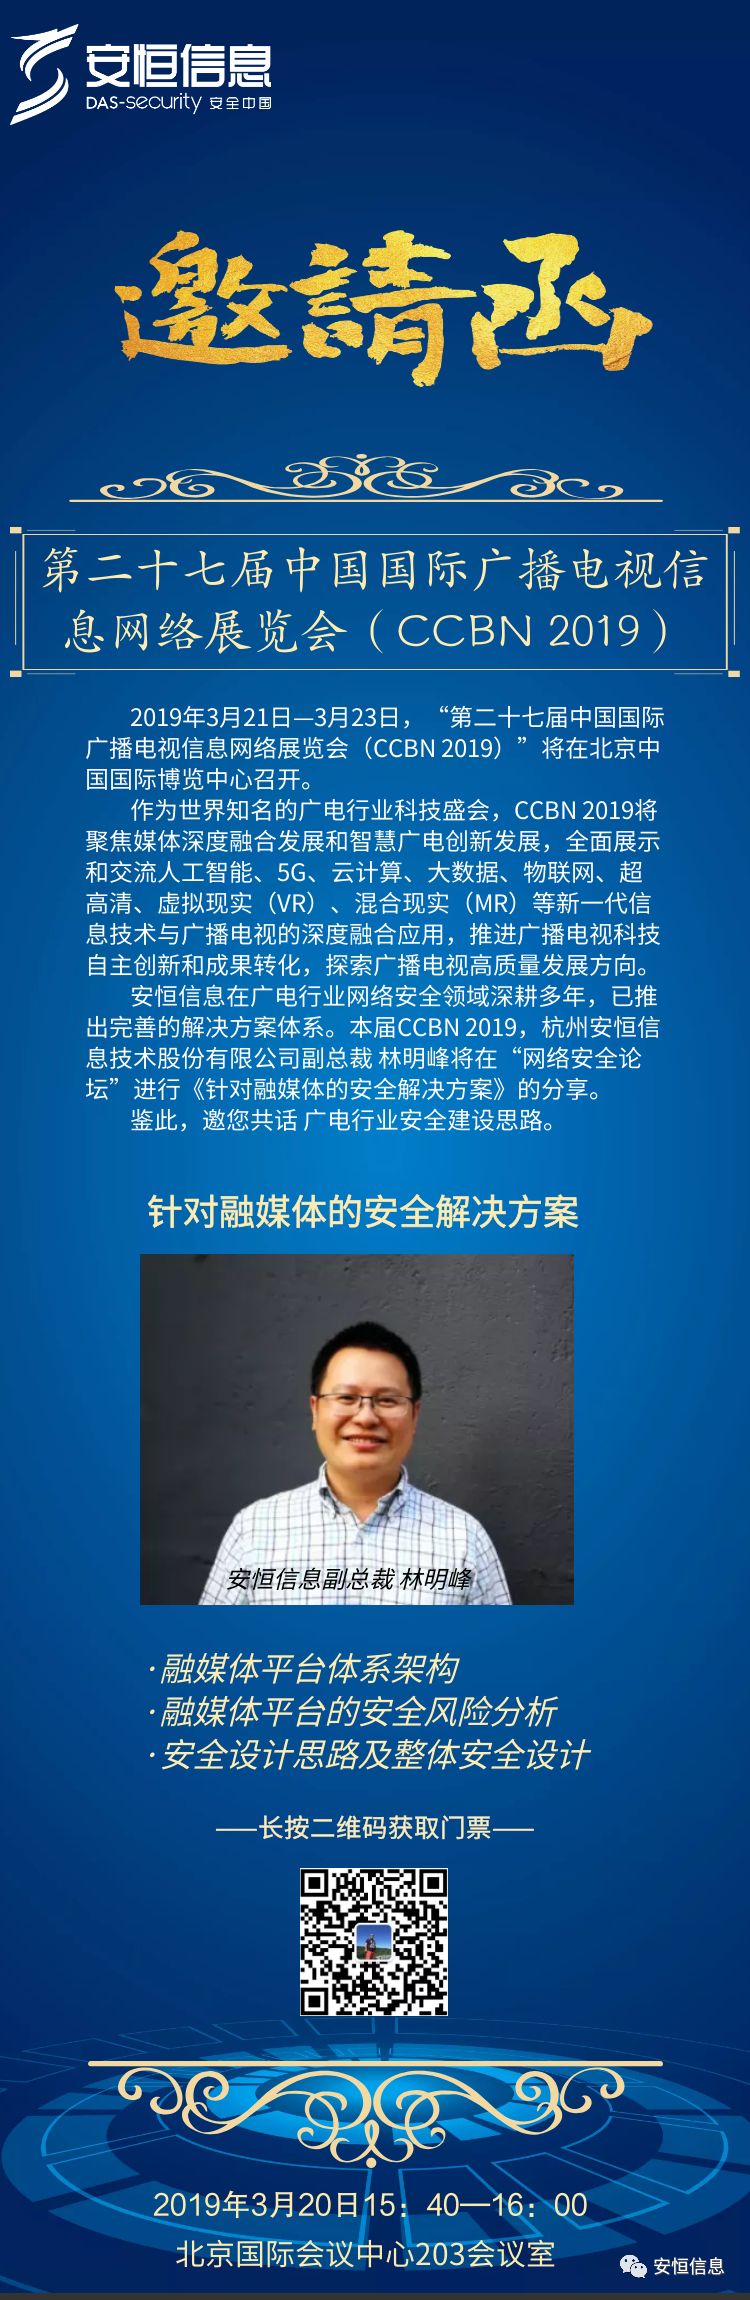 安恒信息
DAS-security 安全中国
邀請函
第二十七届中国国际广播电视信
息网络展览会（CCBN 2019）
2019年3月21日—3月23日，“第二十七届中国国际
广播电视信息网络展览会（CCBN 2019）”将在北京中
国国际博览中心召开。
作为世界知名的广电行业科技盛会，CCBN 2019将
聚焦媒体深度融合发展和智慧广电创新发展，全面展示
和交流人工智能、5G、云计算、大数据、物联网、超
高清、虚拟现实（VR）、混合现实（MR）等新一代信
息技术与广播电视的深度融合应用，推进广播电视科技
自主创新和成果转化，探索广播电视高质量发展方向。
安恒信息在广电行业网络安全领域深耕多年，已推
出完善的解决方案体系。本届CCBN 2019，杭州安恒信
息技术股份有限公司副总裁 林明峰将在“网络安全论
坛”进行《针对融媒体的安全解决方案》的分享。
鉴此，邀您共话 广电行业安全建设思路。
针对融媒体的安全解决方案
安恒信息副总裁 林明峰
·融媒体平台体系架构
·融媒体平台的安全风险分析
·安全设计思路及整体安全设计
——长按二维码获取门票——
2019年3月20日15：40—16：00
北京国际会议中心203会议室
安恒信息